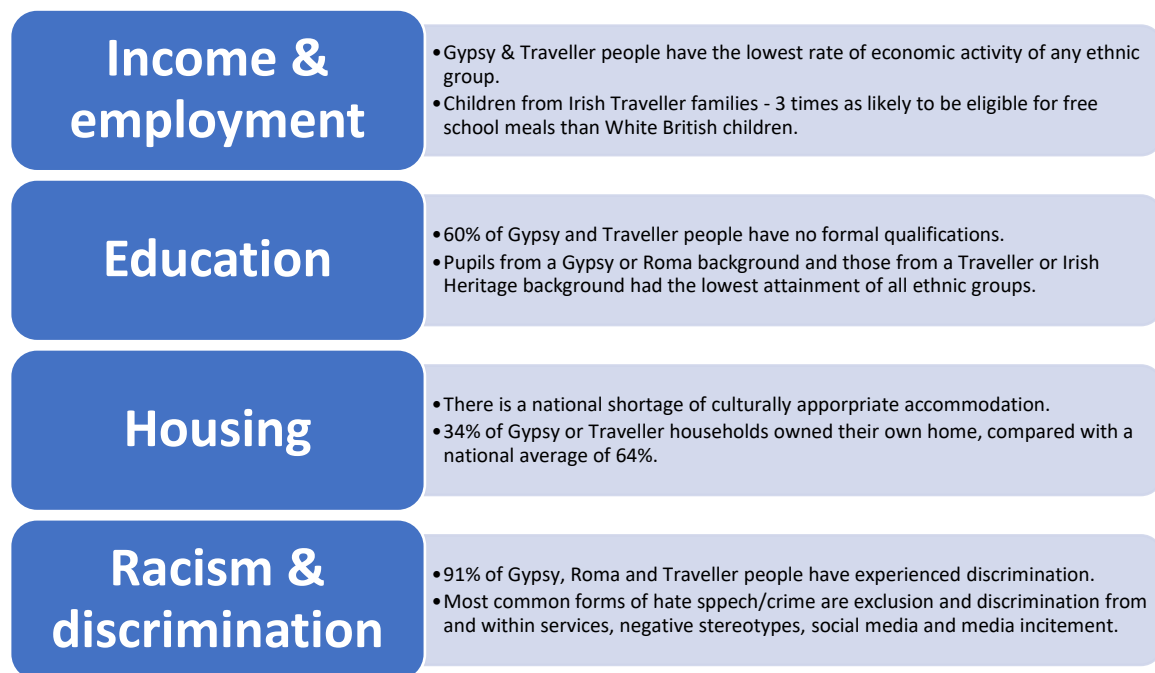 Income &
employment
•Gypsy & Traveller people have the lowest rate of economic activity of any ethnic
group.
•Children from Irish Traveller families - 3 times as likely to be eligible for free
school meals than White British children.
Education
•60% of Gypsy and Traveller people have no formal qualifications.
•Pupils from a Gypsy or Roma background and those from a Traveller or Irish
Heritage background had the lowest attainment of all ethnic groups.
Housing
•There is a national shortage of culturally apporpriate accommodation.
•34% of Gypsy or Traveller households owned their own home, compared with a
national average of 64%.
Racism &
discrimination
•91% of Gypsy, Roma and Traveller people have experienced discrimination.
•Most common forms of hate sppech/crime are exclusion and discrimination from
and within services, negative stereotypes, social media and media incitement.